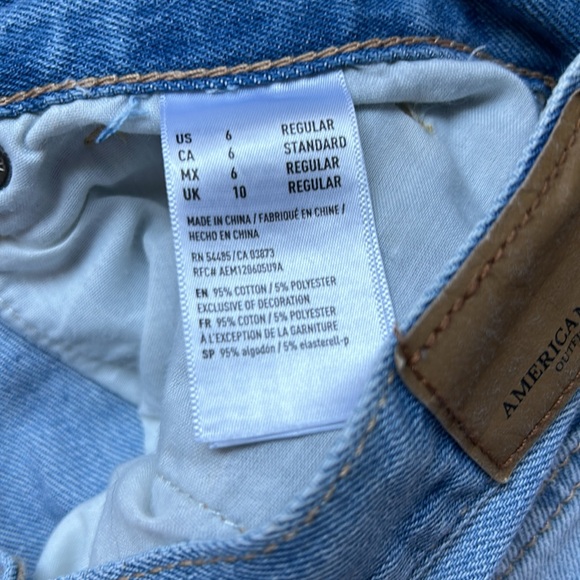 US 6 REGULAR
CA 6 STANDARD
MX 6 REGULAR
UK 10 REGULAR
MADE IN CHINA / FABRIQUÉ EN CHINE /
HECHO EN CHINA
RN 54485/CA 03873
RFC# AEM120605U9A
EN 95% COTTON / 5% POLYESTER
EXCLUSIVE OF DECORATION
FR 95% COTTON / 5% POLYESTER
À L'EXCEPTION DE LA GARNITURE
SP 95% algodón / 5% elasterell-p
AMERICAN